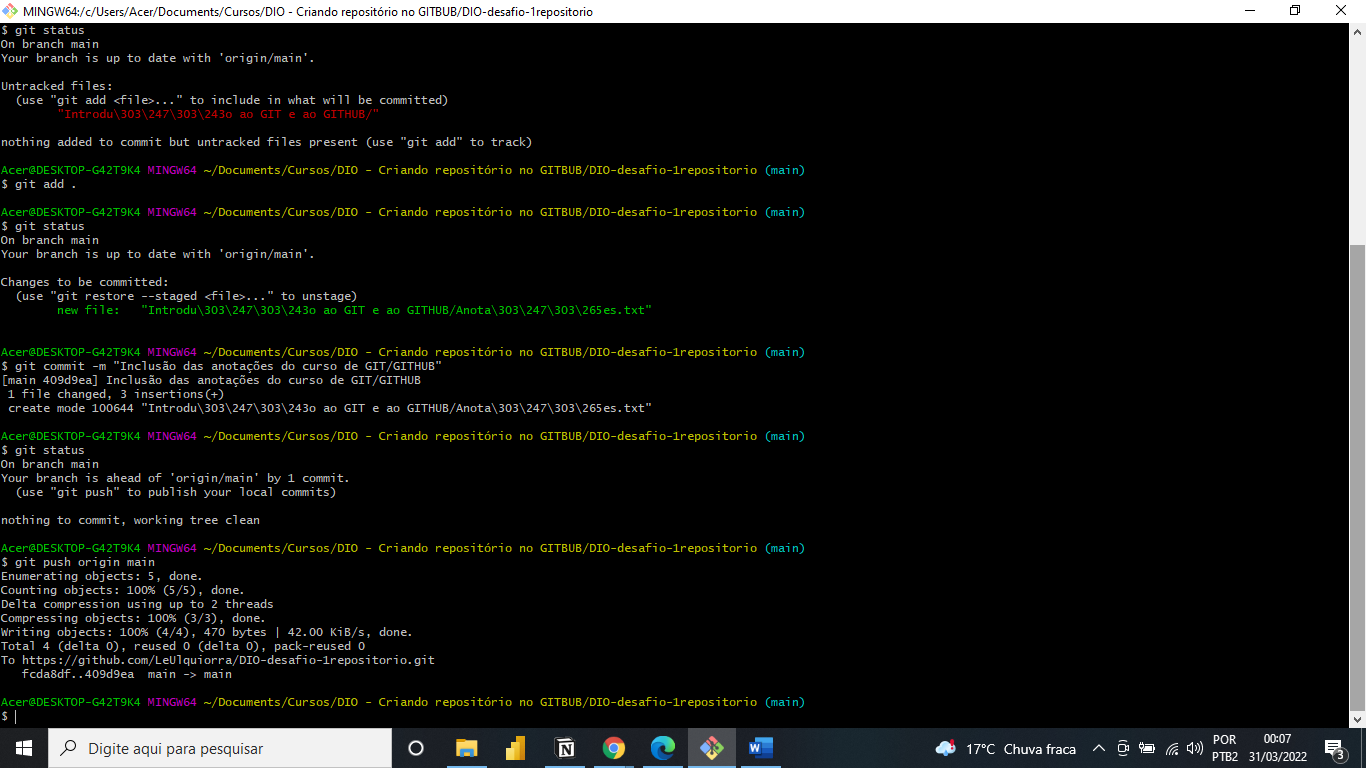 MINGW64:/c/Users/Acer/Documents/Cursos/DIO - Criando repositório no GITBUB/DIO-desafio-1repositorio
$ git status
On branch main
Your branch is up to date with 'origin/main'.
Untracked files:
(use "git add <file>..." to include in what will be committed)
"Introdu\303\247\303\243o ao GIT e ao GITHUB/"
nothing added to commit but untracked files present (use "git add" to track)
Acer@DESKTOP-G42T9K4 MINGW64 ~/Documents/Cursos/DIO - Criando repositório no GITBUB/DIO-desafio-1repositorio (main)
$ git add .
Acer@DESKTOP-G42T9K4 MINGW64 ~/Documents/Cursos/DIO - Criando repositório no GITBUB/DIO-desafio-1repositorio (main)
$ git status
On branch main
Your branch is up to date with 'origin/main'.
Changes to be committed:
(use "git restore --staged <file>..." to unstage)
new file:   "Introdu\303\247\303\243o ao GIT e ao GITHUB/Anota\303\247\303\265es.txt"
Acer@DESKTOP-G42T9K4 MINGW64 ~/Documents/Cursos/DIO - Criando repositório no GITBUB/DIO-desafio-1repositorio (main)
$ git commit -m "Inclusão das anotações do curso de GIT/GITHUB"
[main 409d9ea] Inclusão das anotações do curso de GIT/GITHUB
1 file changed, 3 insertions(+)
create mode 100644 "Introdu\303\247\303\243o ao GIT e ao GITHUB/Anota\303\247\303\265es.txt"
Acer@DESKTOP-G42T9K4 MINGW64 ~/Documents/Cursos/DIO - Criando repositório no GITBUB/DIO-desafio-1repositorio (main)
$ git status
On branch main
Your branch is ahead of 'origin/main' by 1 commit.
(use "git push" to publish your local commits)
nothing to commit, working tree clean
Acer@DESKTOP-G42T9K4 MINGW64 ~/Documents/Cursos/DIO - Criando repositório no GITBUB/DIO-desafio-1repositorio (main)
$ git push origin main
Enumerating objects: 5, done.
Counting objects: 100% (5/5), done.
Delta compression using up to 2 threads
Compressing objects: 100% (3/3), done.
Writing objects: 100% (4/4), 470 bytes | 42.00 KiB/s, done.
Total 4 (delta 0), reused 0 (delta 0), pack-reused 0
To https://github.com/LeUlquiorra/DIO-desafio-1repositorio.git
fcda8df..409d9ea  main -> main
Acer@DESKTOP-G42T9K4 MINGW64 ~/Documents/Cursos/DIO - Criando repositório no GITBUB/DIO-desafio-1repositorio (main)
$
Digite aqui para pesquisar
17°C Chuva fraca
POR
PTB2
00:07
31/03/2022
3